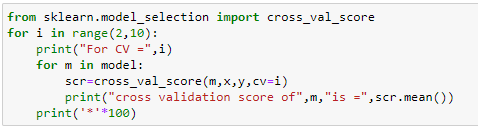 from sklearn.model_selection import cross_val_score
for i in range(2,10):
    print("For CV =",i)
    for m in model:
        scr=cross_val_score(m,x,y,cv=i)
        print("cross validation score of",m,"is =",scr.mean())
    print('*'*100)